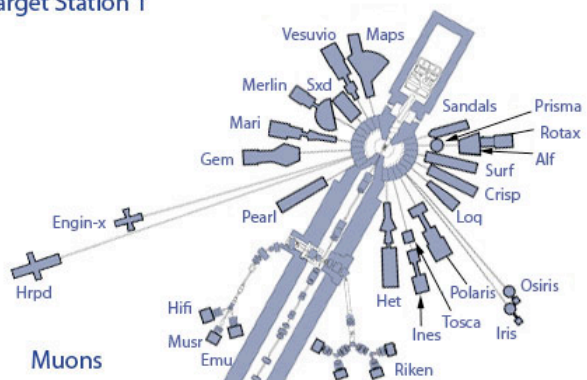 arget Station 1
Vesuvio
Maps
Merlin
Sxd
Sandals
Prisma
Mari
Rotax
Gem
Alf
Surf
Crisp
Pearl
Loq
Engin-x
Hrpd
Polaris
Osiris
Hifi
Het
Tosca
Iris
Musr
Ines
Emu
Muons
Riken